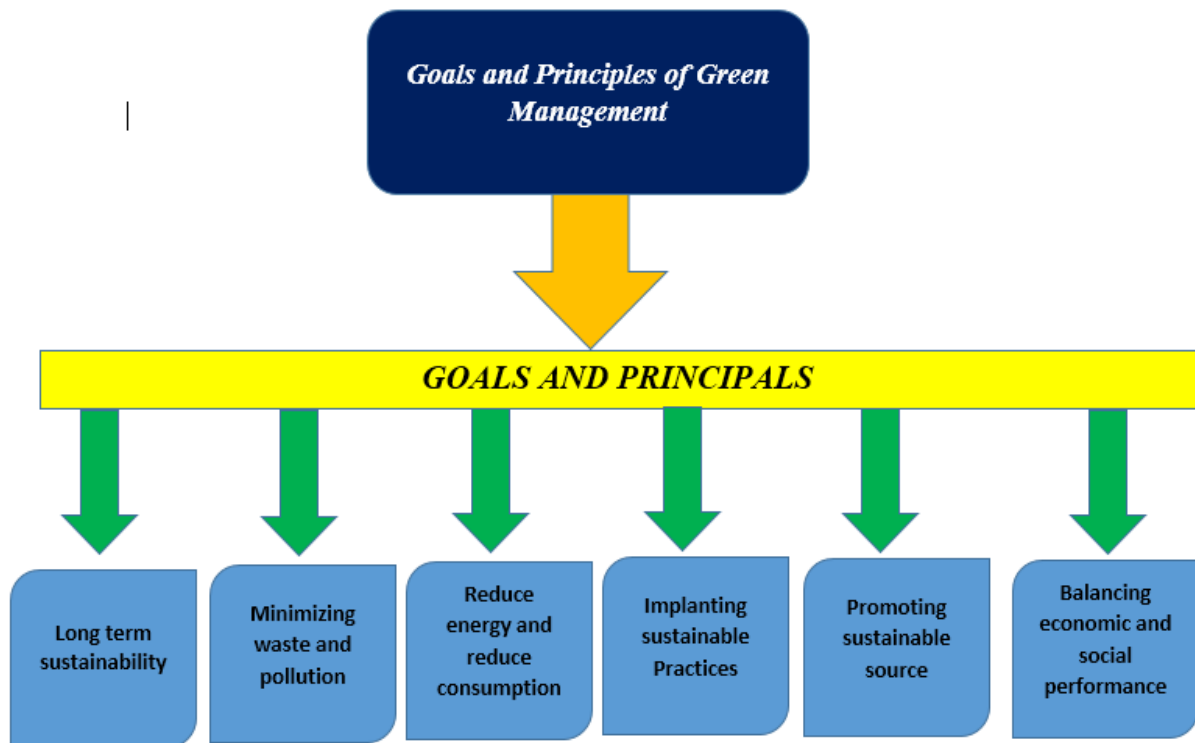 Goals and Principles of Green
Management
GOALS AND PRINCIPALS
Long term
sustainability
Minimizing
waste and
pollution
Reduce
energy and
reduce
consumption
Implanting
sustainable
Practices
Promoting
sustainable
source
Balancing
economic and
social
performance